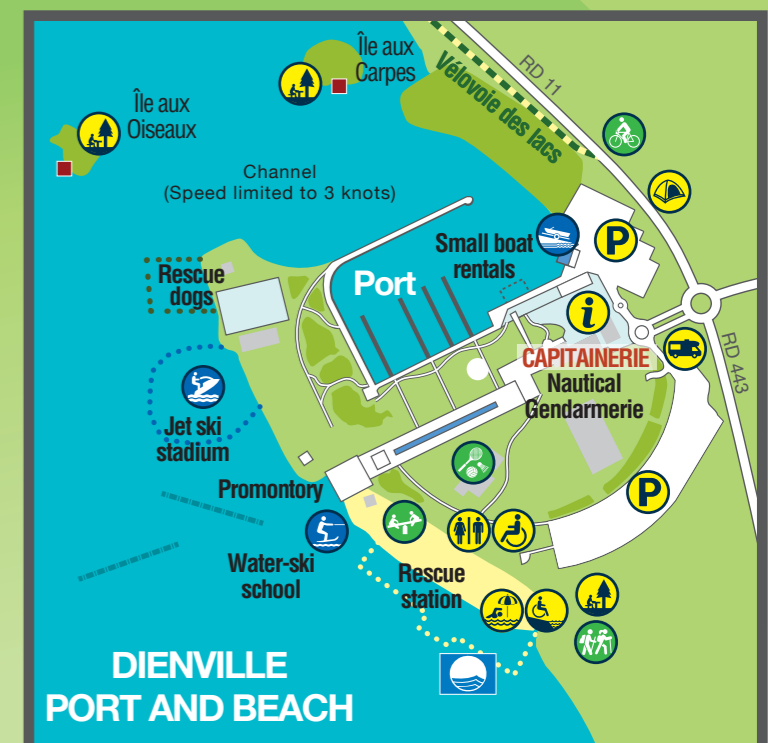 Île aux
Carpes
Île aux
Oiseaux
RD 11
Vélovoie des lacs
Channel
(Speed limited to 3 knots)
Small boat
rentals
P
Rescue
dogs
Port
i
CAPITAINERIE
Nautical
Gendarmerie
RD 443
Jet ski
stadium
Promontory
P
Water-ski
school
Rescue
station
DIENVILLE
PORT AND BEACH